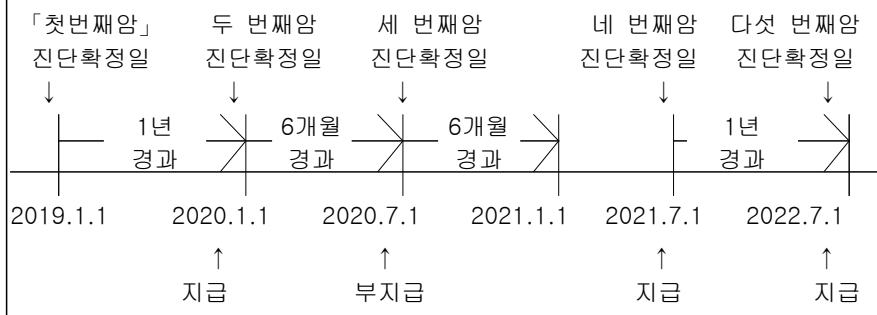 「첫번째암」 두 번째암 세 번째암 네 번째암 다섯 번째암
진단확정일 진단확정일 진단확정일 진단확정일 진단확정일
↓ ↓ ↓ ↓ ↓
1년 6개월 6개월 1년
경과 경과 경과 경과
2019.1.1 2020.1.1 2020.7.1 2021.1.1 2021.7.1 2022.7.1
↑ ↑ ↑ ↑
지급 부지급 지급 지급